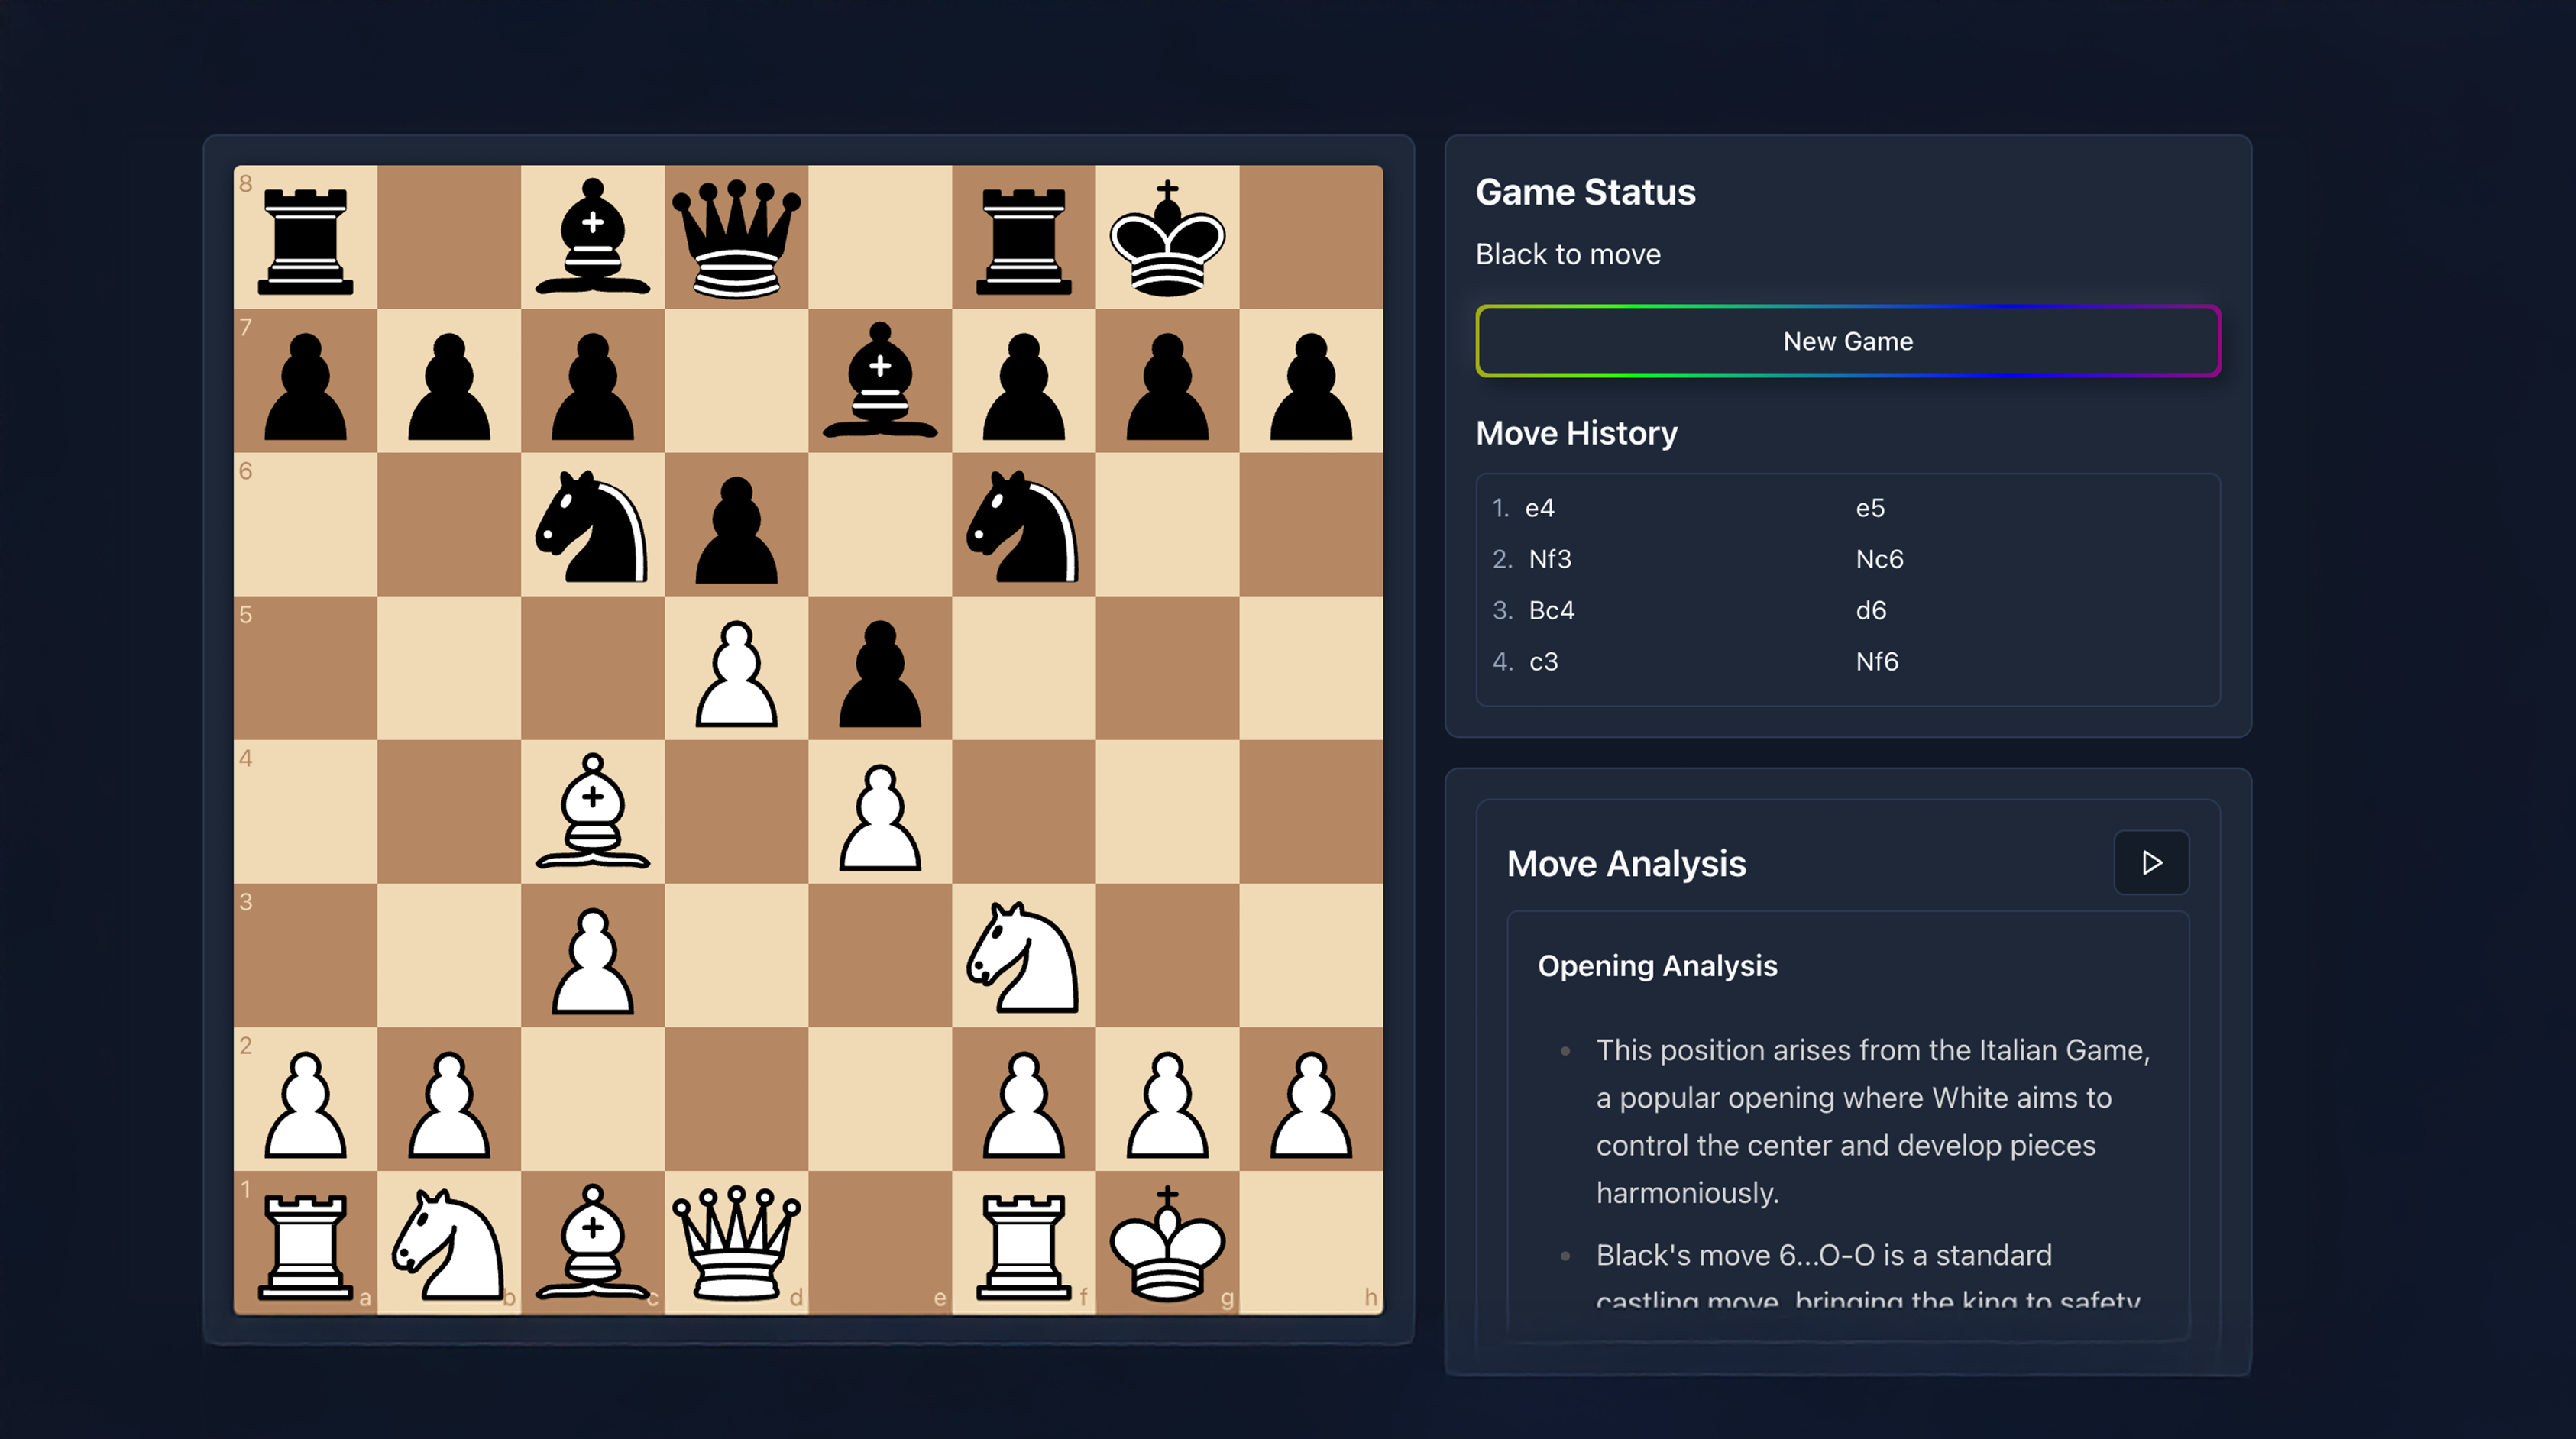 8
7
6
5
4
3
2
1
a b c d e f g h
Game Status
Black to move
New Game
Move History
1. e4 e5
2. Nf3 Nc6
3. Bc4 d6
4. c3 Nf6
Move Analysis
Opening Analysis
• This position arises from the Italian Game,
a popular opening where White aims to
control the center and develop pieces
harmoniously.
• Black's move 6...O-O is a standard
castling move, bringing the king to safety